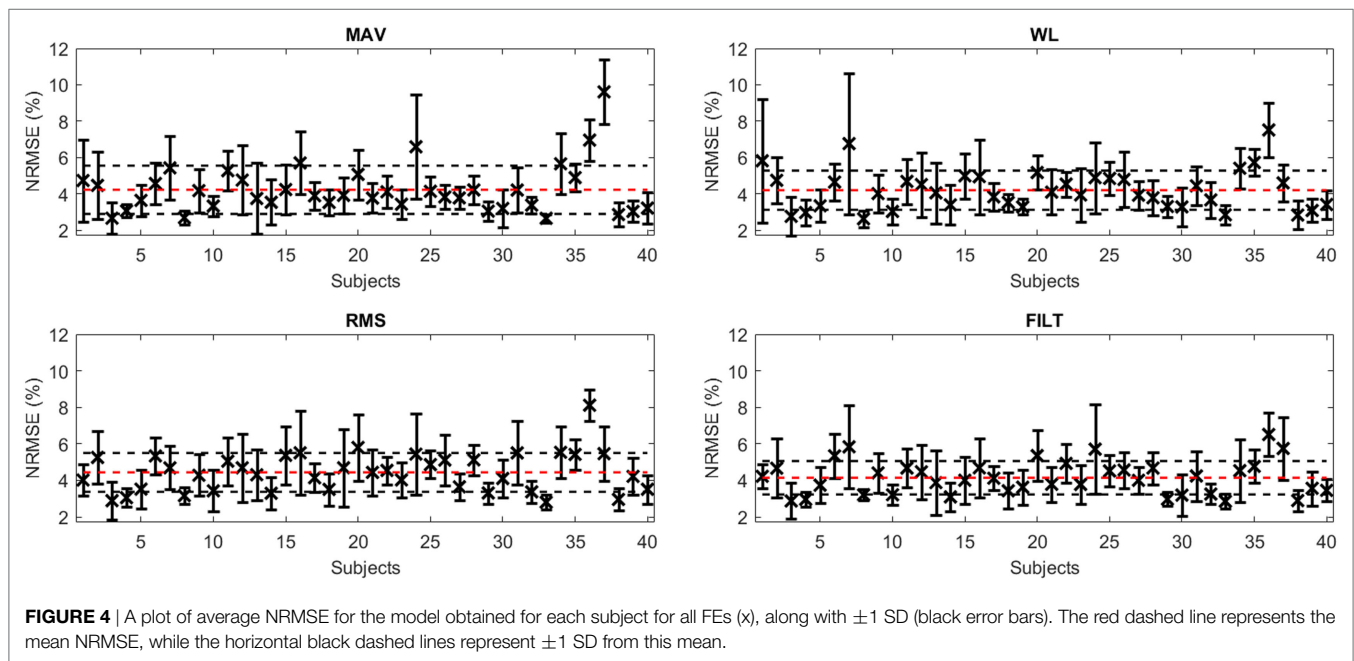 MAV
12
10
8
6
4
2
NRMSE (%)
5 10 15 20 25 30 35 40
Subjects
WL
12
10
8
6
4
2
NRMSE (%)
5 10 15 20 25 30 35 40
Subjects
RMS
12
10
8
6
4
2
NRMSE (%)
5 10 15 20 25 30 35 40
Subjects
FILT
12
10
8
6
4
2
NRMSE (%)
5 10 15 20 25 30 35 40
Subjects
FIGURE 4 | A plot of average NRMSE for the model obtained for each subject for all FEs (x), along with ±1 SD (black error bars). The red dashed line represents the
mean NRMSE, while the horizontal black dashed lines represent ±1 SD from this mean.